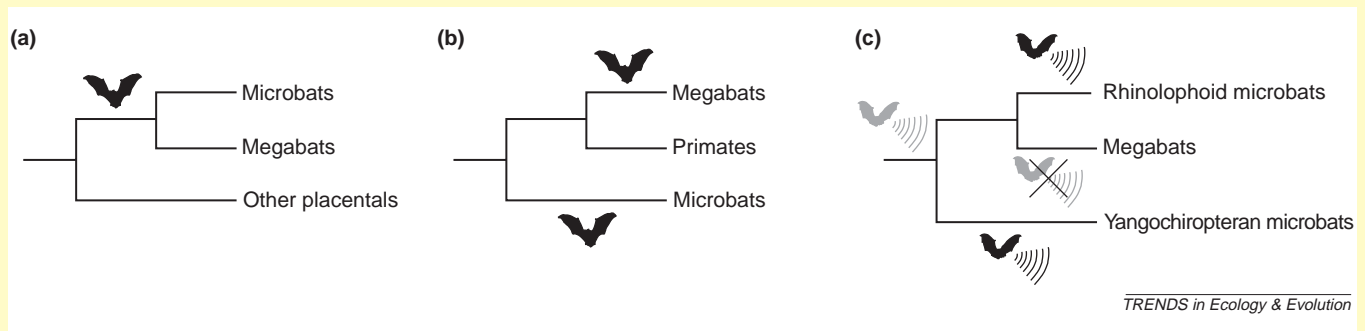 (a)
Microbats
Megabats
Other placentals
(b)
Megabats
Primates
Microbats
(c)
Rhinolophoid microbats
Megabats
Yangochiropteran microbats
TRENDS in Ecology & Evolution